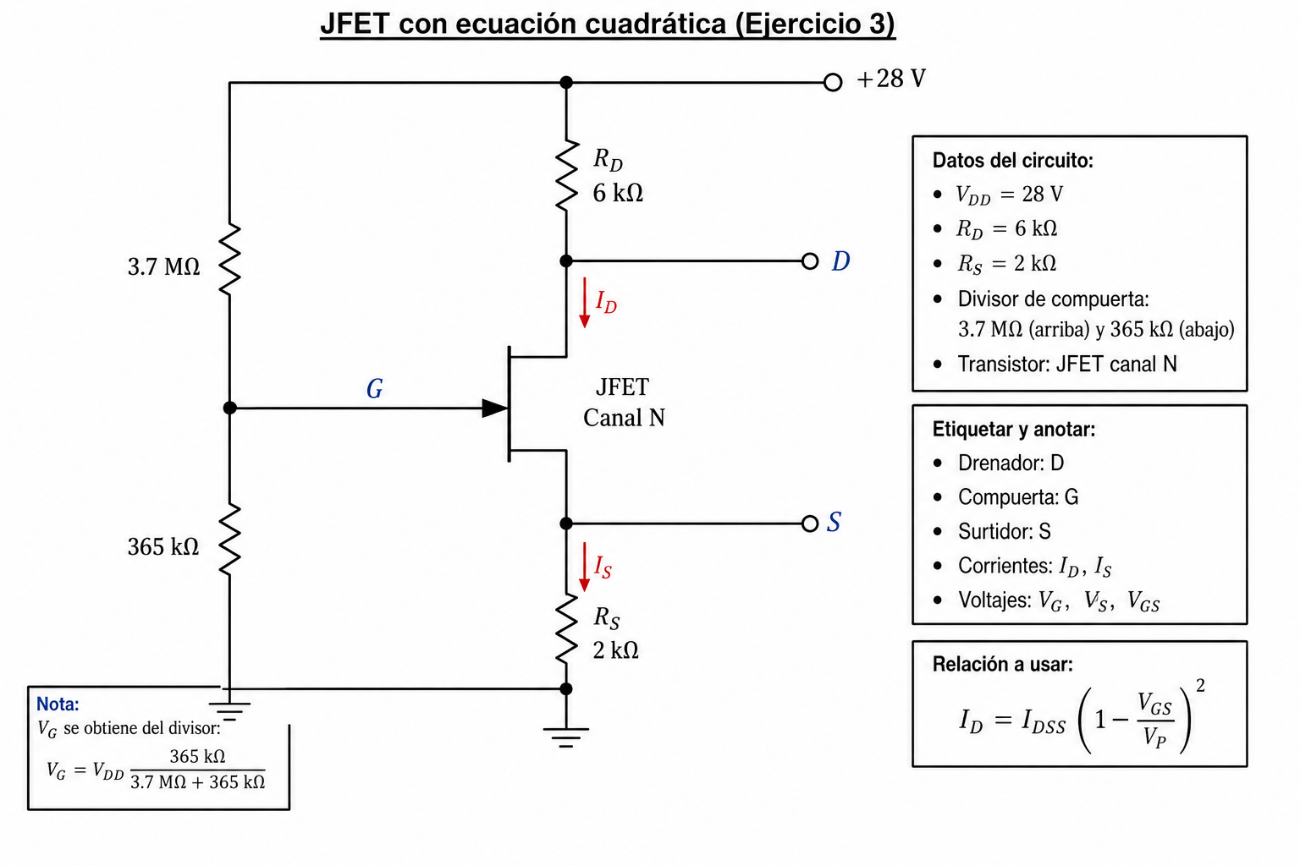 JFET con ecuación cuadrática (Ejercicio 3)
+28 V
R_D
6 kΩ
3.7 MΩ
D
I_D
G
JFET
Canal N
365 kΩ
S
I_S
R_S
2 kΩ
Nota:
V_G se obtiene del divisor:
V_G = V_DD 365 kΩ / 3.7 MΩ + 365 kΩ
Datos del circuito:
• V_DD = 28 V
• R_D = 6 kΩ
• R_S = 2 kΩ
• Divisor de compuerta:
3.7 MΩ (arriba) y 365 kΩ (abajo)
• Transistor: JFET canal N
Etiquetar y anotar:
• Drenador: D
• Compuerta: G
• Surtidor: S
• Corrientes: I_D, I_S
• Voltajes: V_G, V_S, V_GS
Relación a usar:
I_D = I_DSS (1 − V_GS / V_P)²